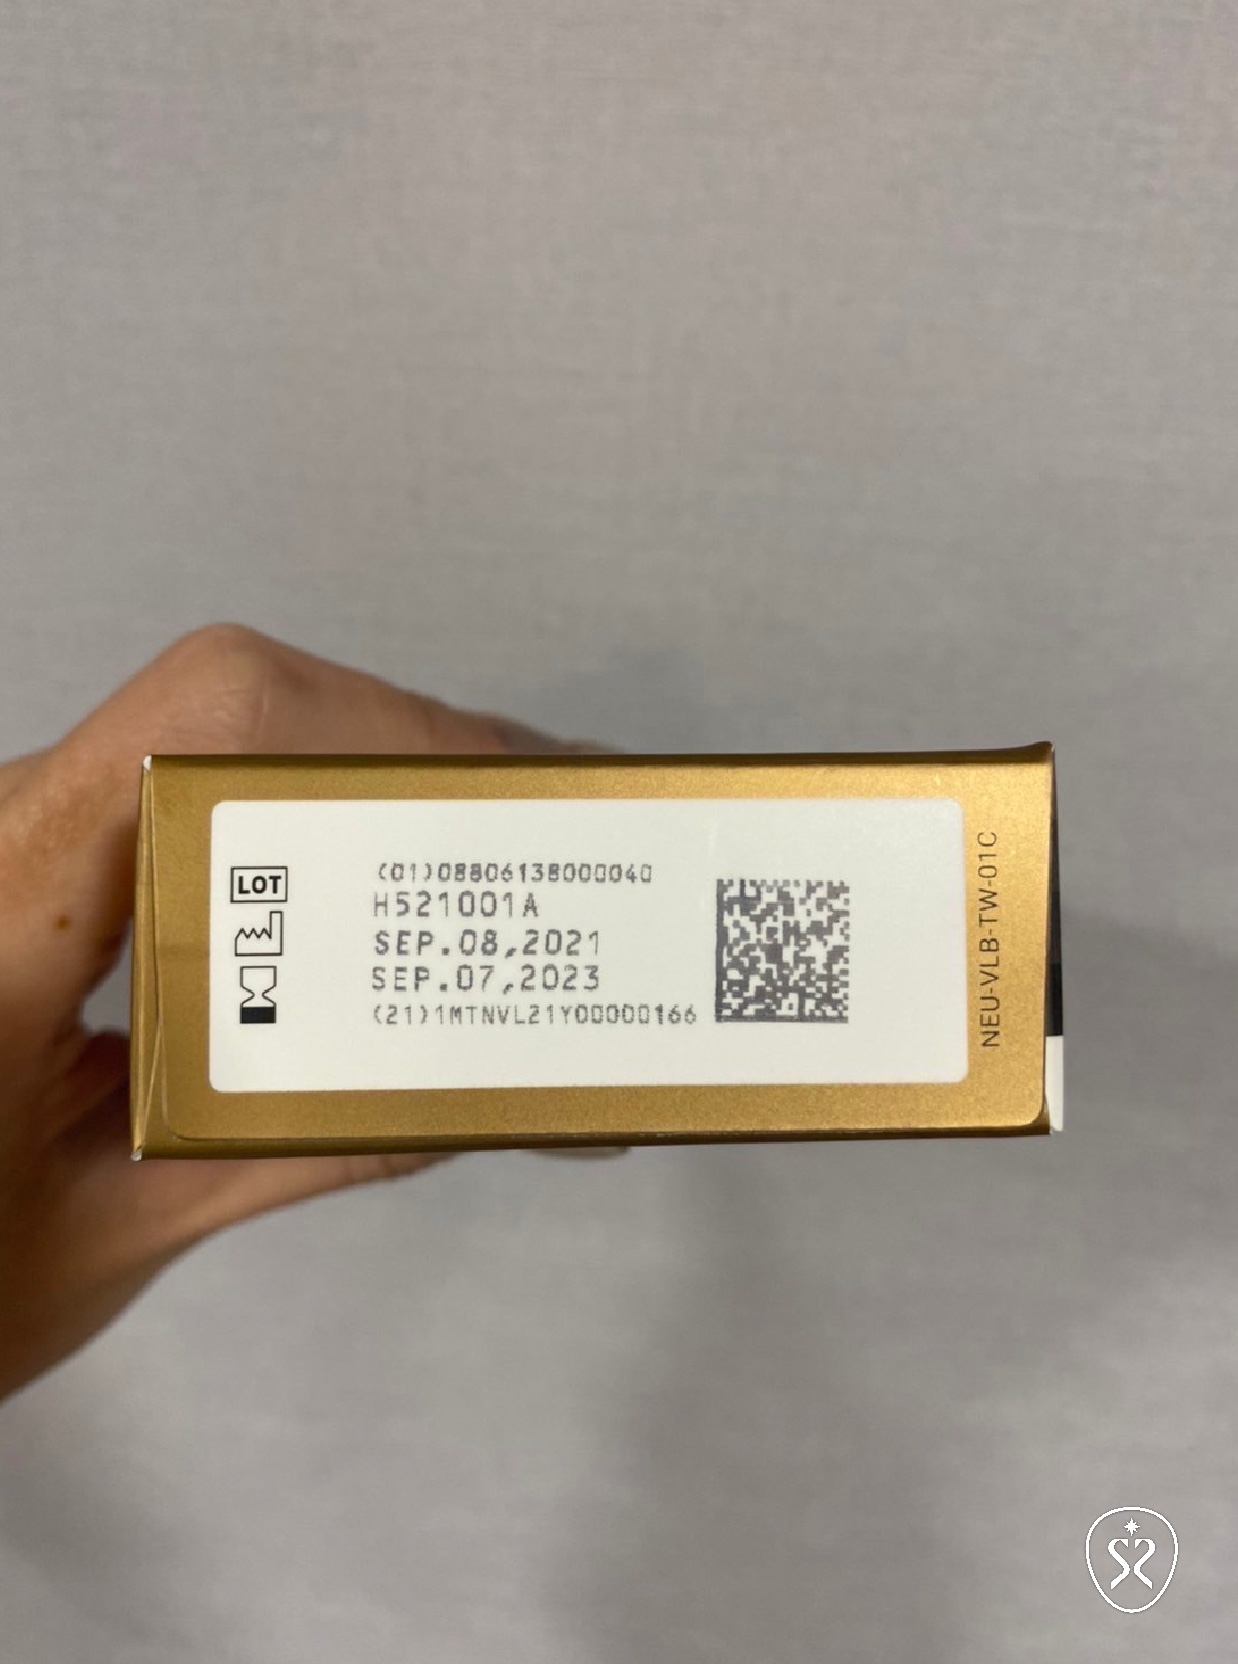 (01)08806138000040
LOT
H521001A
SEP.08,2021
SEP.07,2023
(21)1MTNVL21Y00000166
NEU-VLB-TW-01C